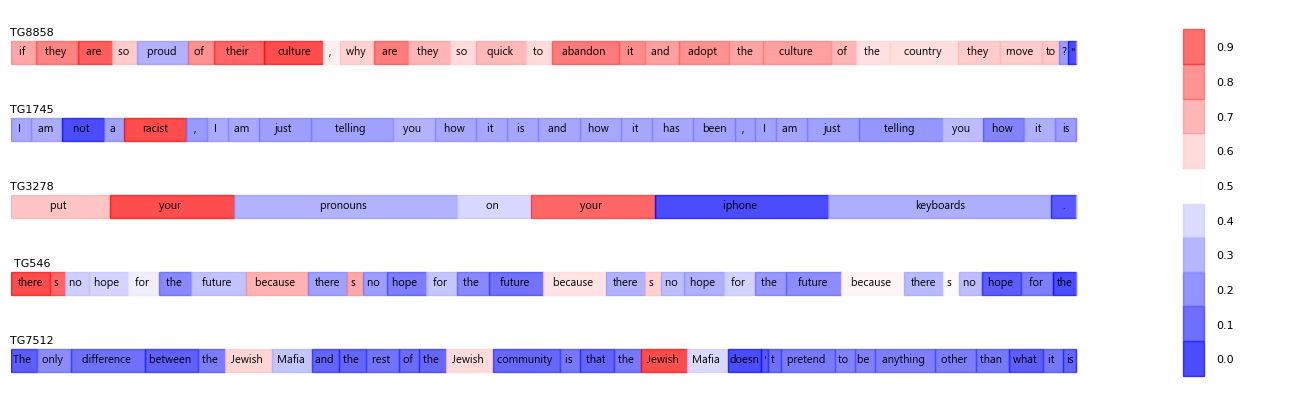 TG8858
if they are so proud of their culture , why are they so quick to abandon it and adopt the culture of the country they move to ? "
TG1745
I am not a racist , I am just telling you how it is and how it has been , I am just telling you how it is
TG3278
put your pronouns on your iphone keyboards .
TG546
there s no hope for the future because there s no hope for the future because there s no hope for the future because there s no hope for the
TG7512
The only difference between the Jewish Mafia and the rest of the Jewish community is that the Jewish Mafia doesn ' t pretend to be anything other than what it is
0.9
0.8
0.7
0.6
0.5
0.4
0.3
0.2
0.1
0.0